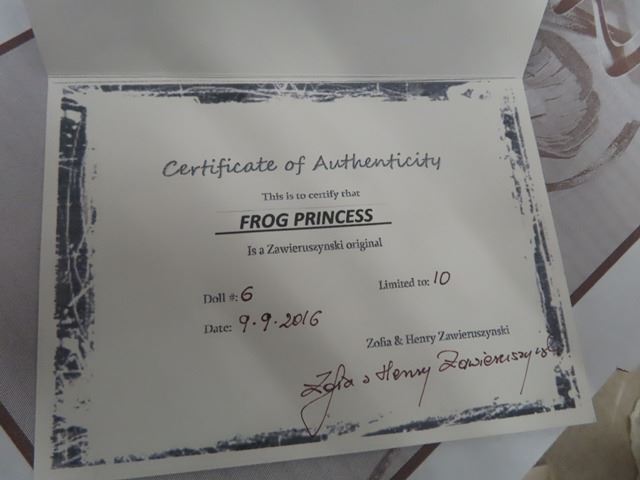 Certificate of Authenticity
This is to certify that
FROG PRINCESS
Is a Zawieruszynski original
Doll #: 6
Limited to: 10
Date: 9.9.2016
Zofia & Henry Zawieruszynski
Zofia & Henry Zawieruszynski